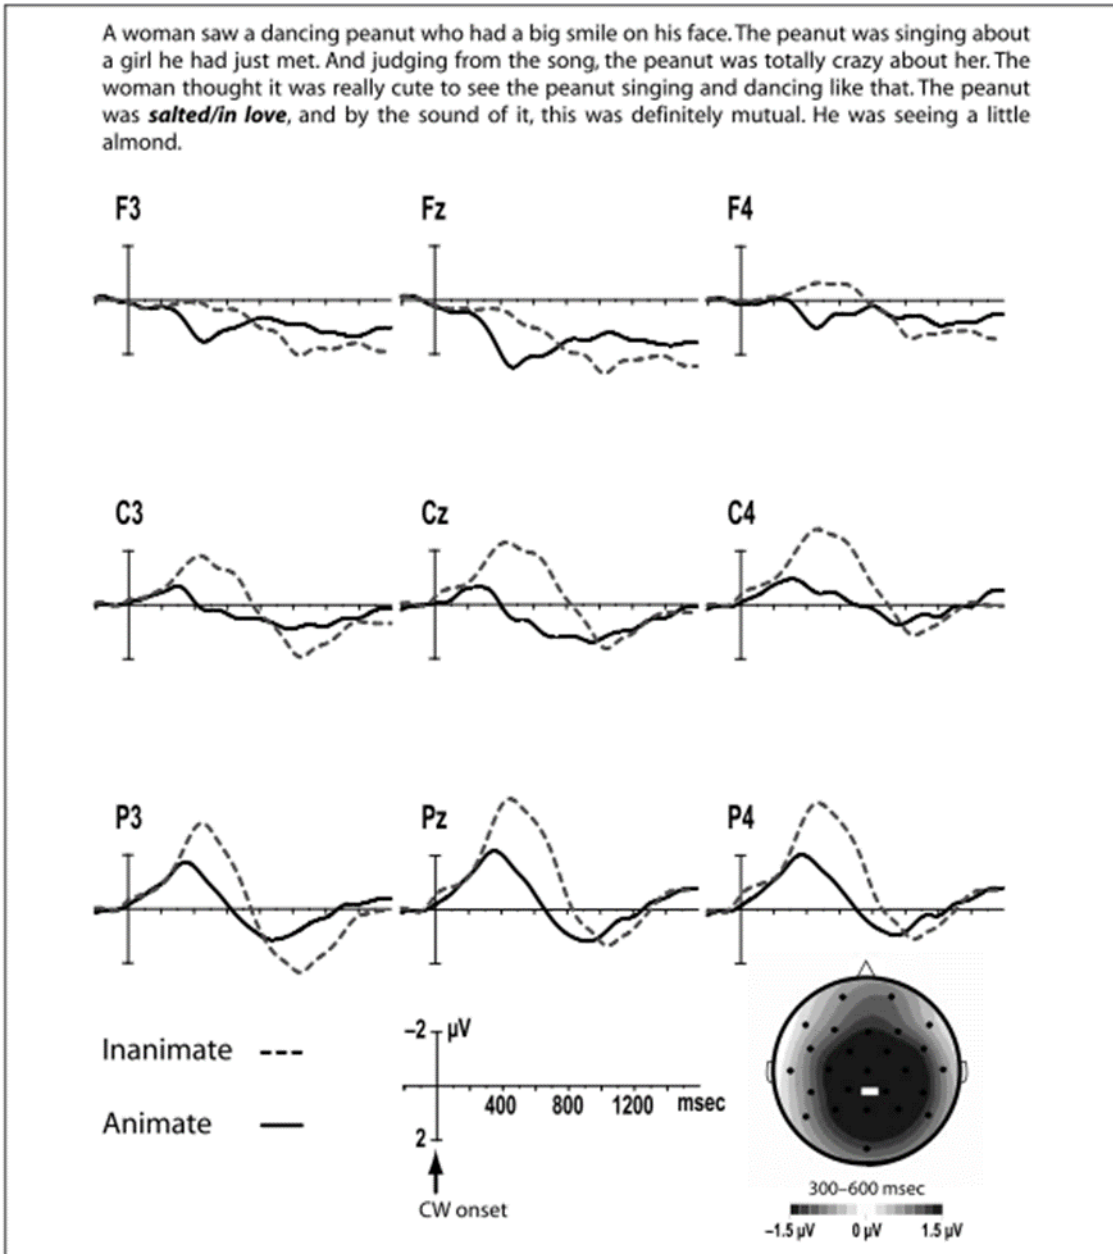 A woman saw a dancing peanut who had a big smile on his face. The peanut was singing about
a girl he had just met. And judging from the song, the peanut was totally crazy about her. The
woman thought it was really cute to see the peanut singing and dancing like that. The peanut
was salted/in love, and by the sound of it, this was definitely mutual. He was seeing a little
almond.
F3 Fz F4
C3 Cz C4
P3 Pz P4
Inanimate
Animate
−2 μV
400 800 1200 msec
2
CW onset
300–600 msec
−1.5 μV 0 μV 1.5 μV